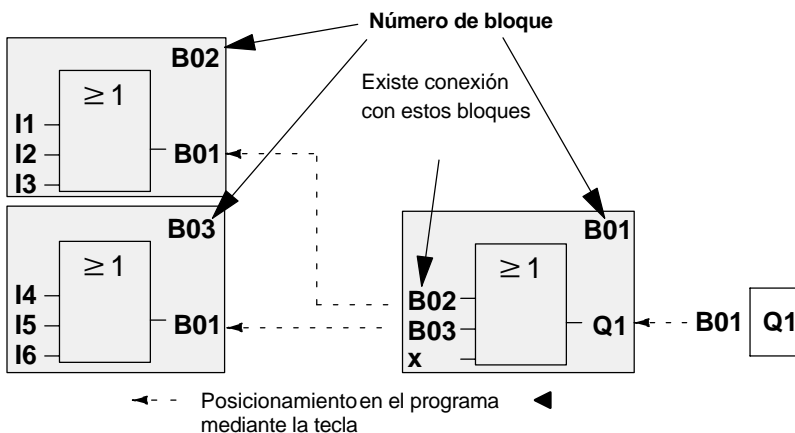 Número de bloque
B02
≥ 1
I1
I2
I3
B01
Existe conexión
con estos bloques
B03
≥ 1
I4
I5
I6
B01
B01
≥ 1
B02
B03
x
Q1
B01
Q1
Posicionamiento en el programa
mediante la tecla